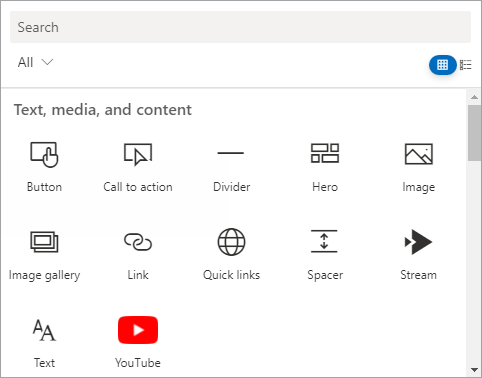 Search
All
Text, media, and content
Button Call to action Divider Hero Image
Image gallery Link Quick links Spacer Stream
Text YouTube